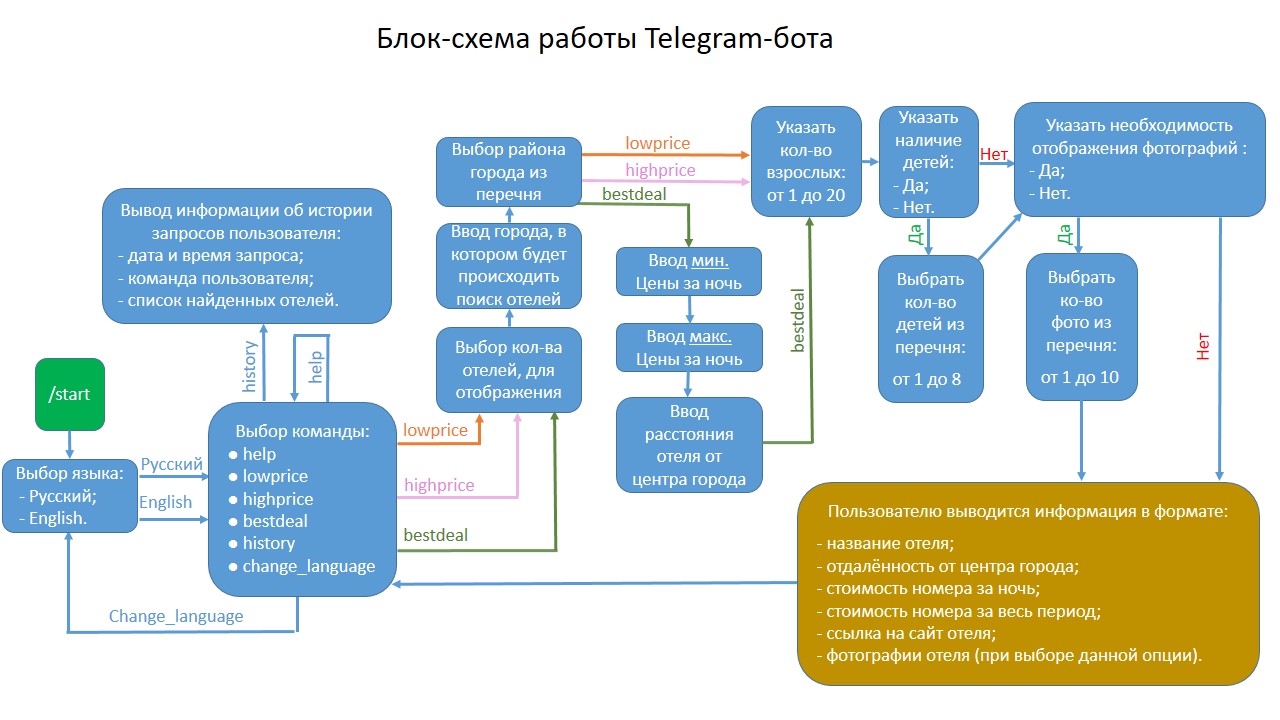 Блок-схема работы Telegram-бота
/start
Выбор языка:
- Русский;
- English.
Русский
English
Change_language
Выбор команды:
● help
● lowprice
● highprice
● bestdeal
● history
● change_language
history
help
Вывод информации об истории
запросов пользователя:
- дата и время запроса;
- команда пользователя;
- список найденных отелей.
lowprice
highprice
bestdeal
Выбор кол-ва
отелей, для
отображения
Ввод города, в
котором будет
происходить
поиск отелей
Выбор района
города из
перечня
lowprice
highprice
bestdeal
Ввод мин.
Цены за ночь
Ввод макс.
Цены за ночь
Ввод
расстояния
отеля от
центра города
bestdeal
Указать
кол-во
взрослых:
от 1 до 20
Указать
наличие
детей:
- Да;
- Нет.
Нет
Да
Выбрать
кол-во
детей из
перечня:
от 1 до 8
Указать необходимость
отображения фотографий :
- Да;
- Нет.
Да
Нет
Выбрать
ко-во
фото из
перечня:
от 1 до 10
Пользователю выводится информация в формате:
- название отеля;
- отдалённость от центра города;
- стоимость номера за ночь;
- стоимость номера за весь период;
- ссылка на сайт отеля;
- фотографии отеля (при выборе данной опции).